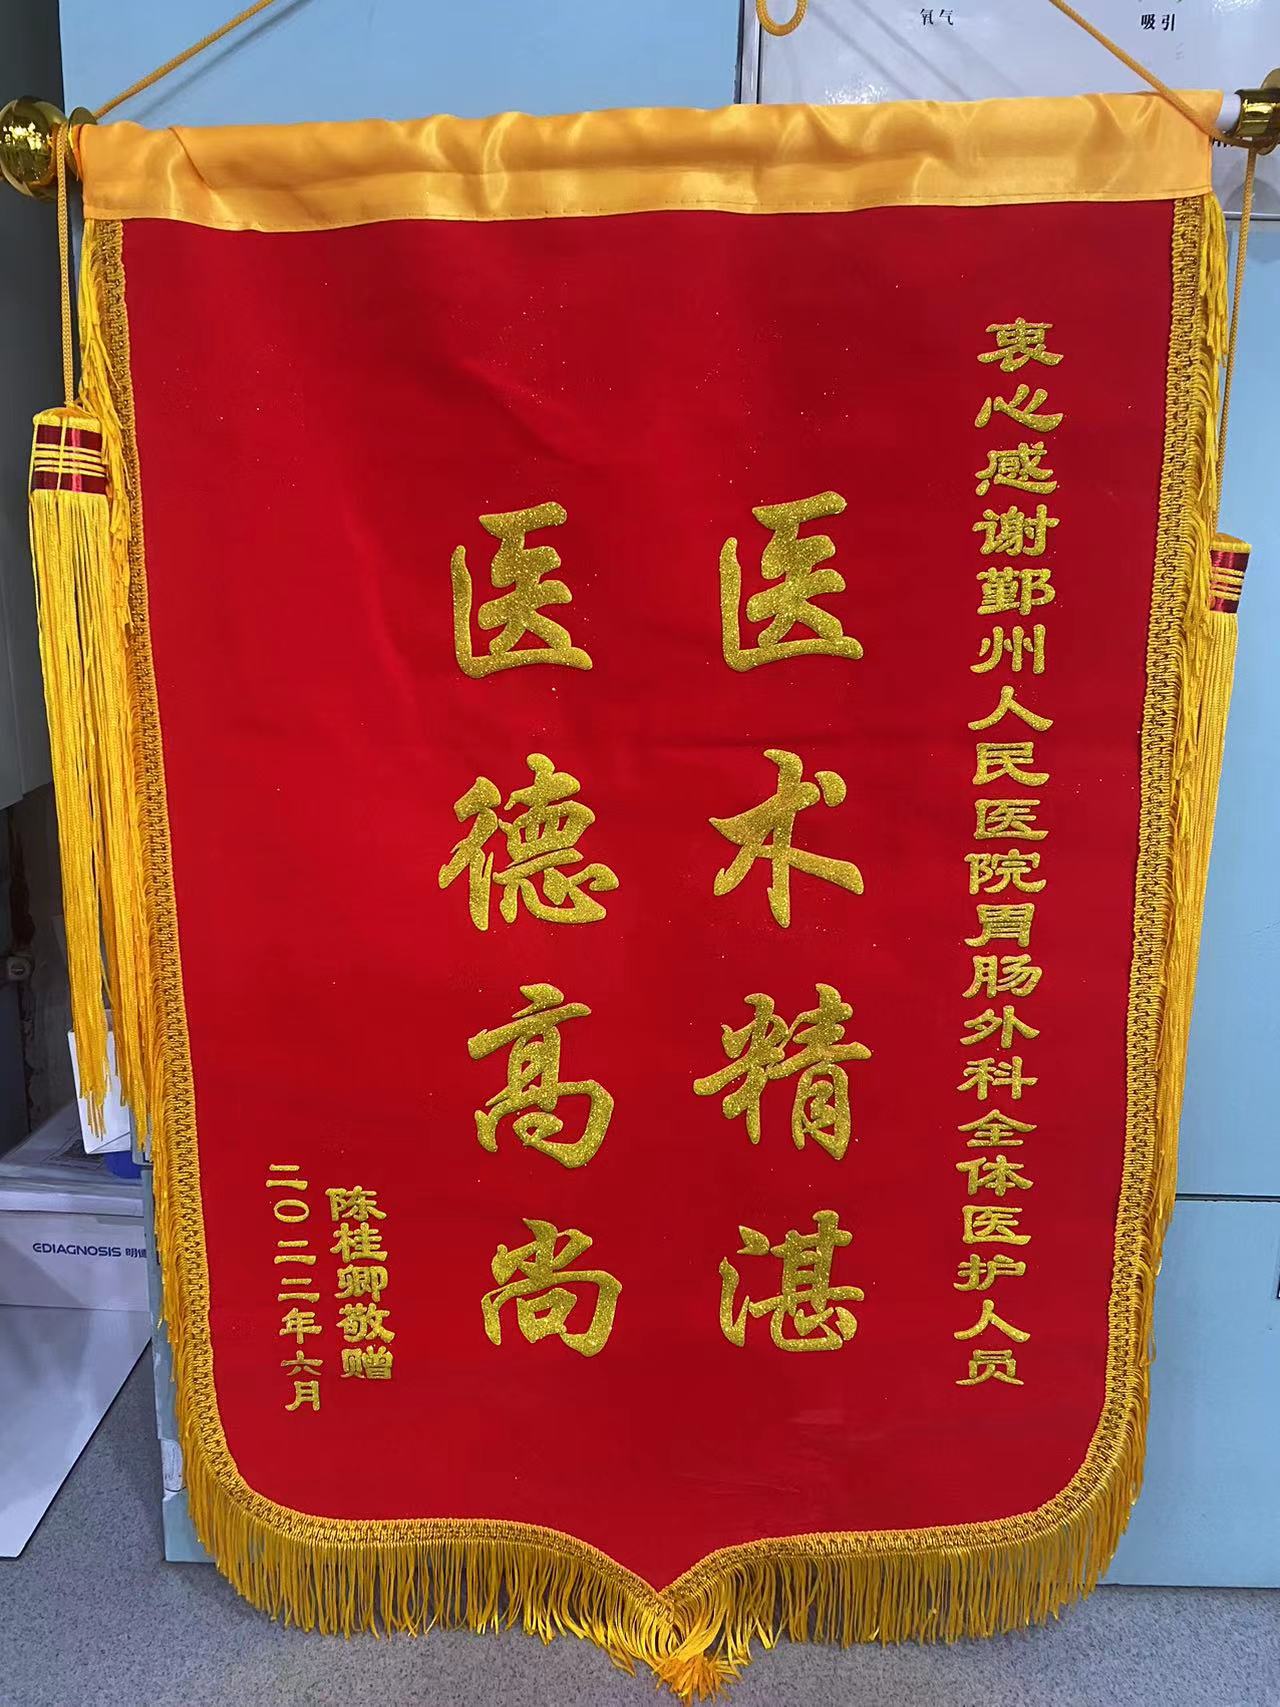 氧气
吸引
衷心感谢鄞州人民医院胃肠外科全体医护人员
医术精湛
医德高尚
陈桂卿敬赠
二〇二二年六月
EDIAGNOSIS 明德